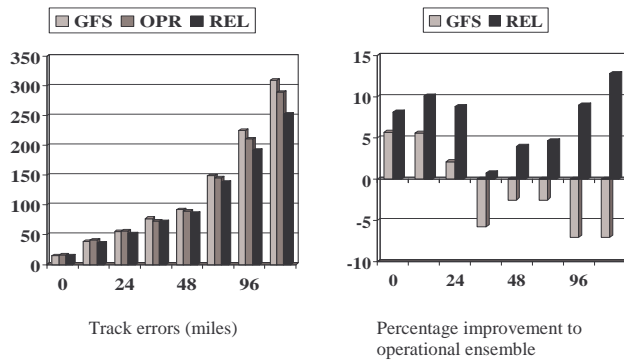 GFS OPR REL
350
300
250
200
150
100
50
0
0 24 48 96
Track errors (miles)
GFS REL
15
10
5
0
-5
-10
0 24 48 96
Percentage improvement to
operational ensemble